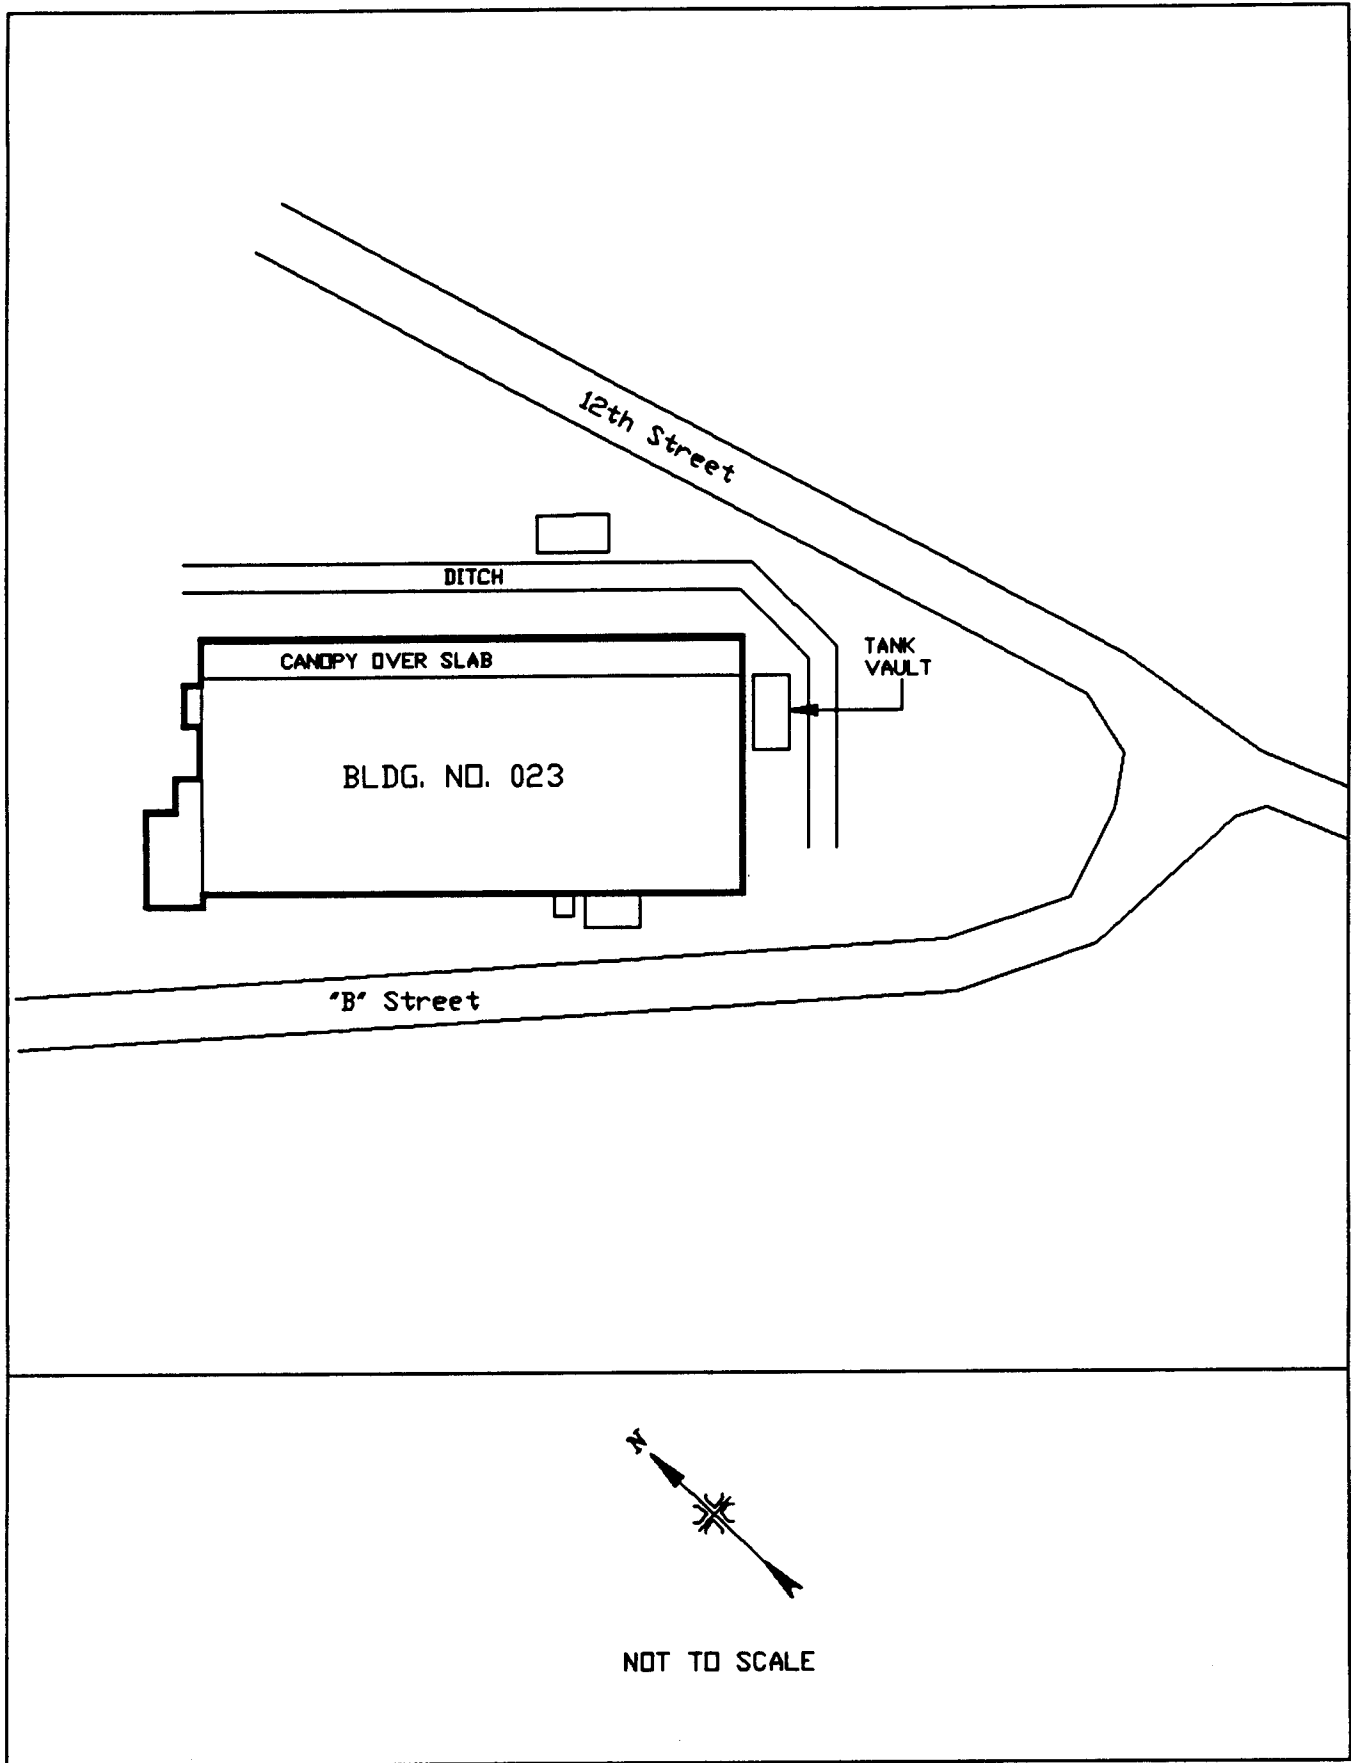 12th Street
DITCH
CANOPY OVER SLAB
TANK
VAULT
BLDG. NO. 023
"B" Street
N
NOT TO SCALE